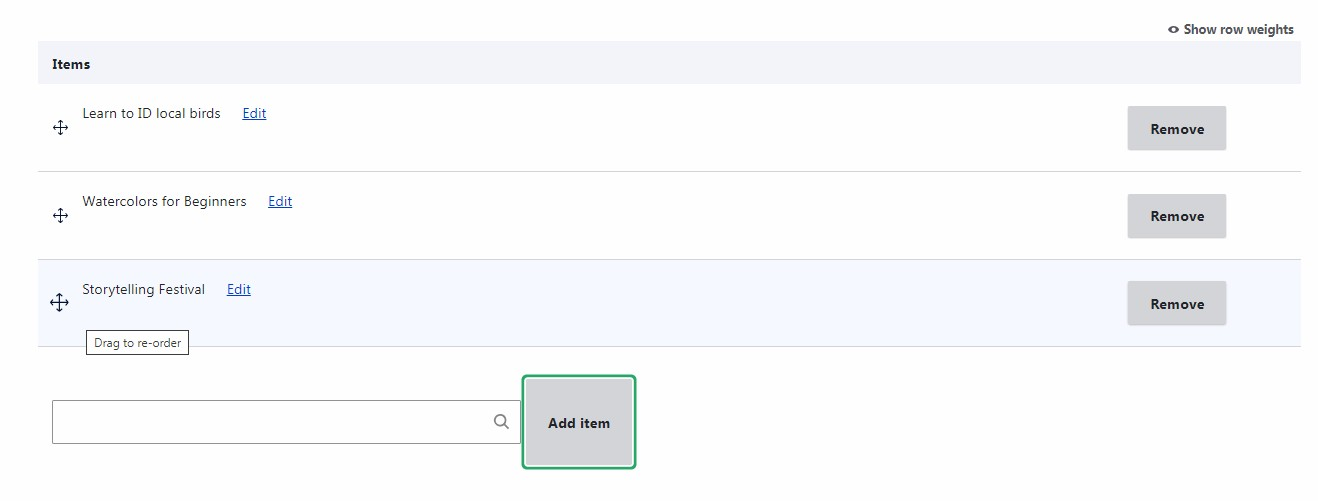 Show row weights
Items
Learn to ID local birds Edit
Remove
Watercolors for Beginners Edit
Remove
Storytelling Festival Edit
Remove
Drag to re-order
Add item